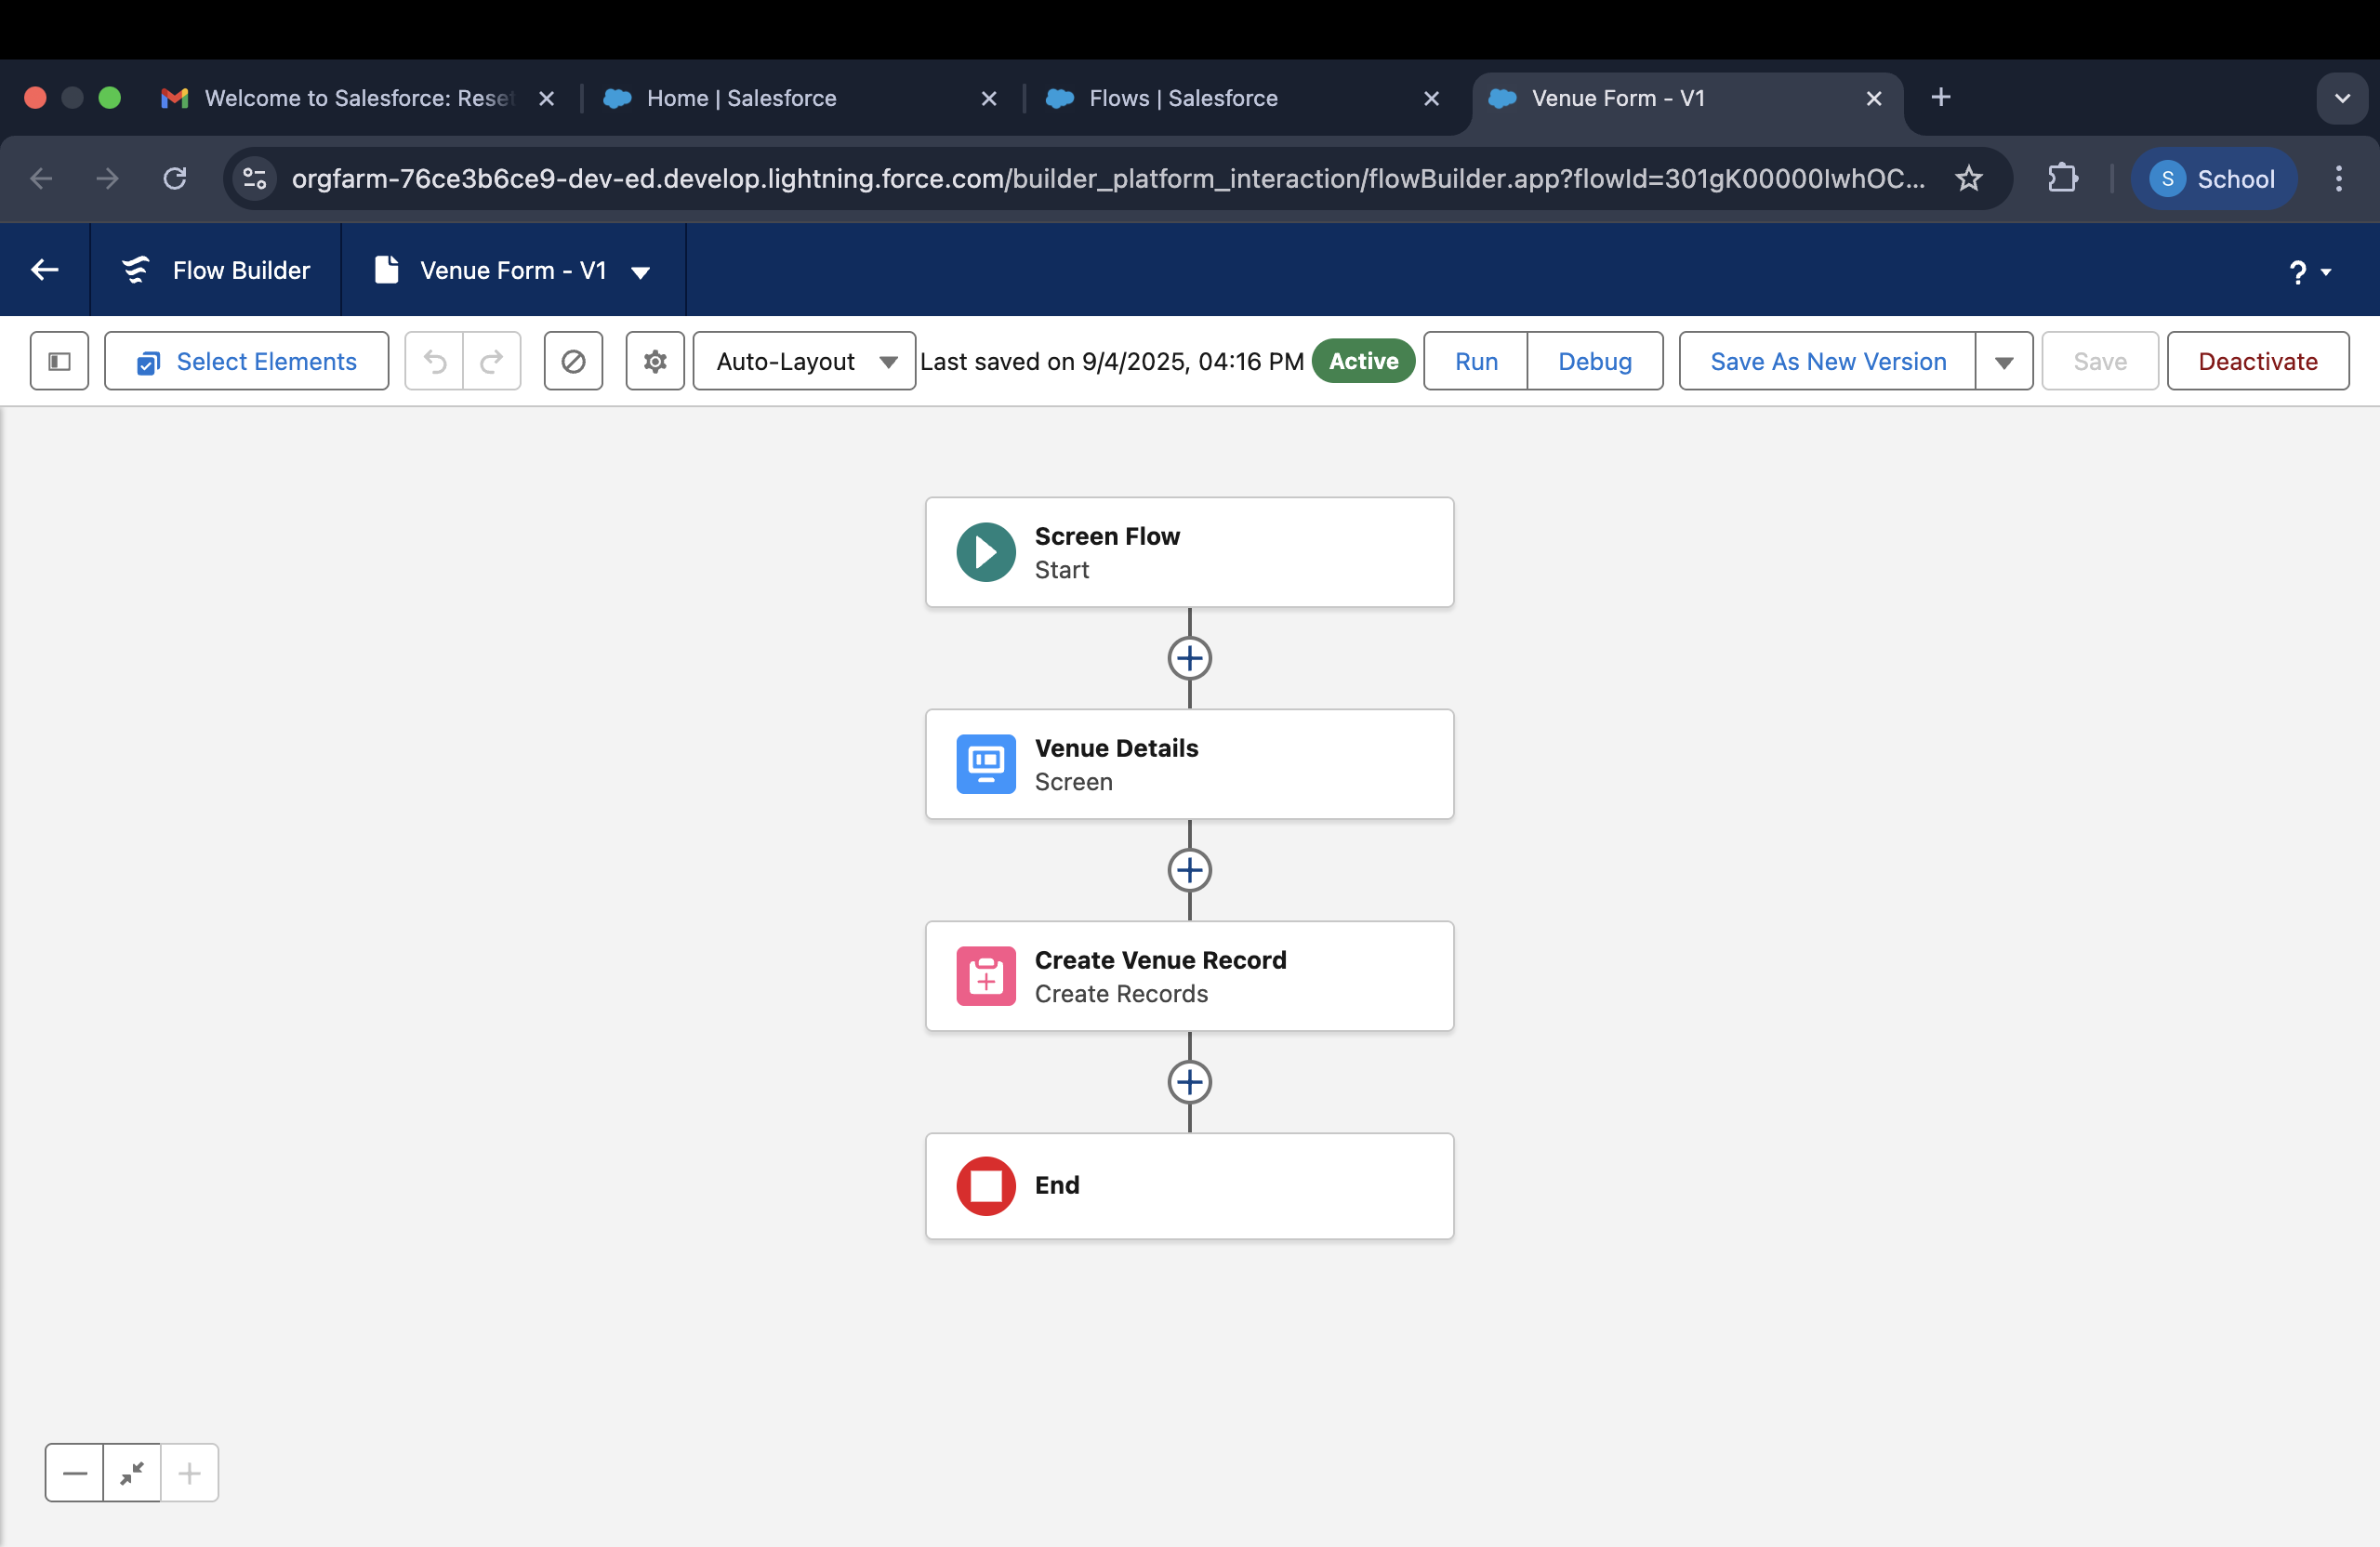 Welcome to Salesforce: Reset
Home | Salesforce
Flows | Salesforce
Venue Form - V1
orgfarm-76ce3b6ce9-dev-ed.develop.lightning.force.com/builder_platform_interaction/flowBuilder.app?flowId=301gK00000IwhOC...
S School
Flow Builder
Venue Form - V1
?
Select Elements
Auto-Layout
Last saved on 9/4/2025, 04:16 PM
Active
Run
Debug
Save As New Version
Save
Deactivate
Screen Flow
Start
Venue Details
Screen
Create Venue Record
Create Records
End